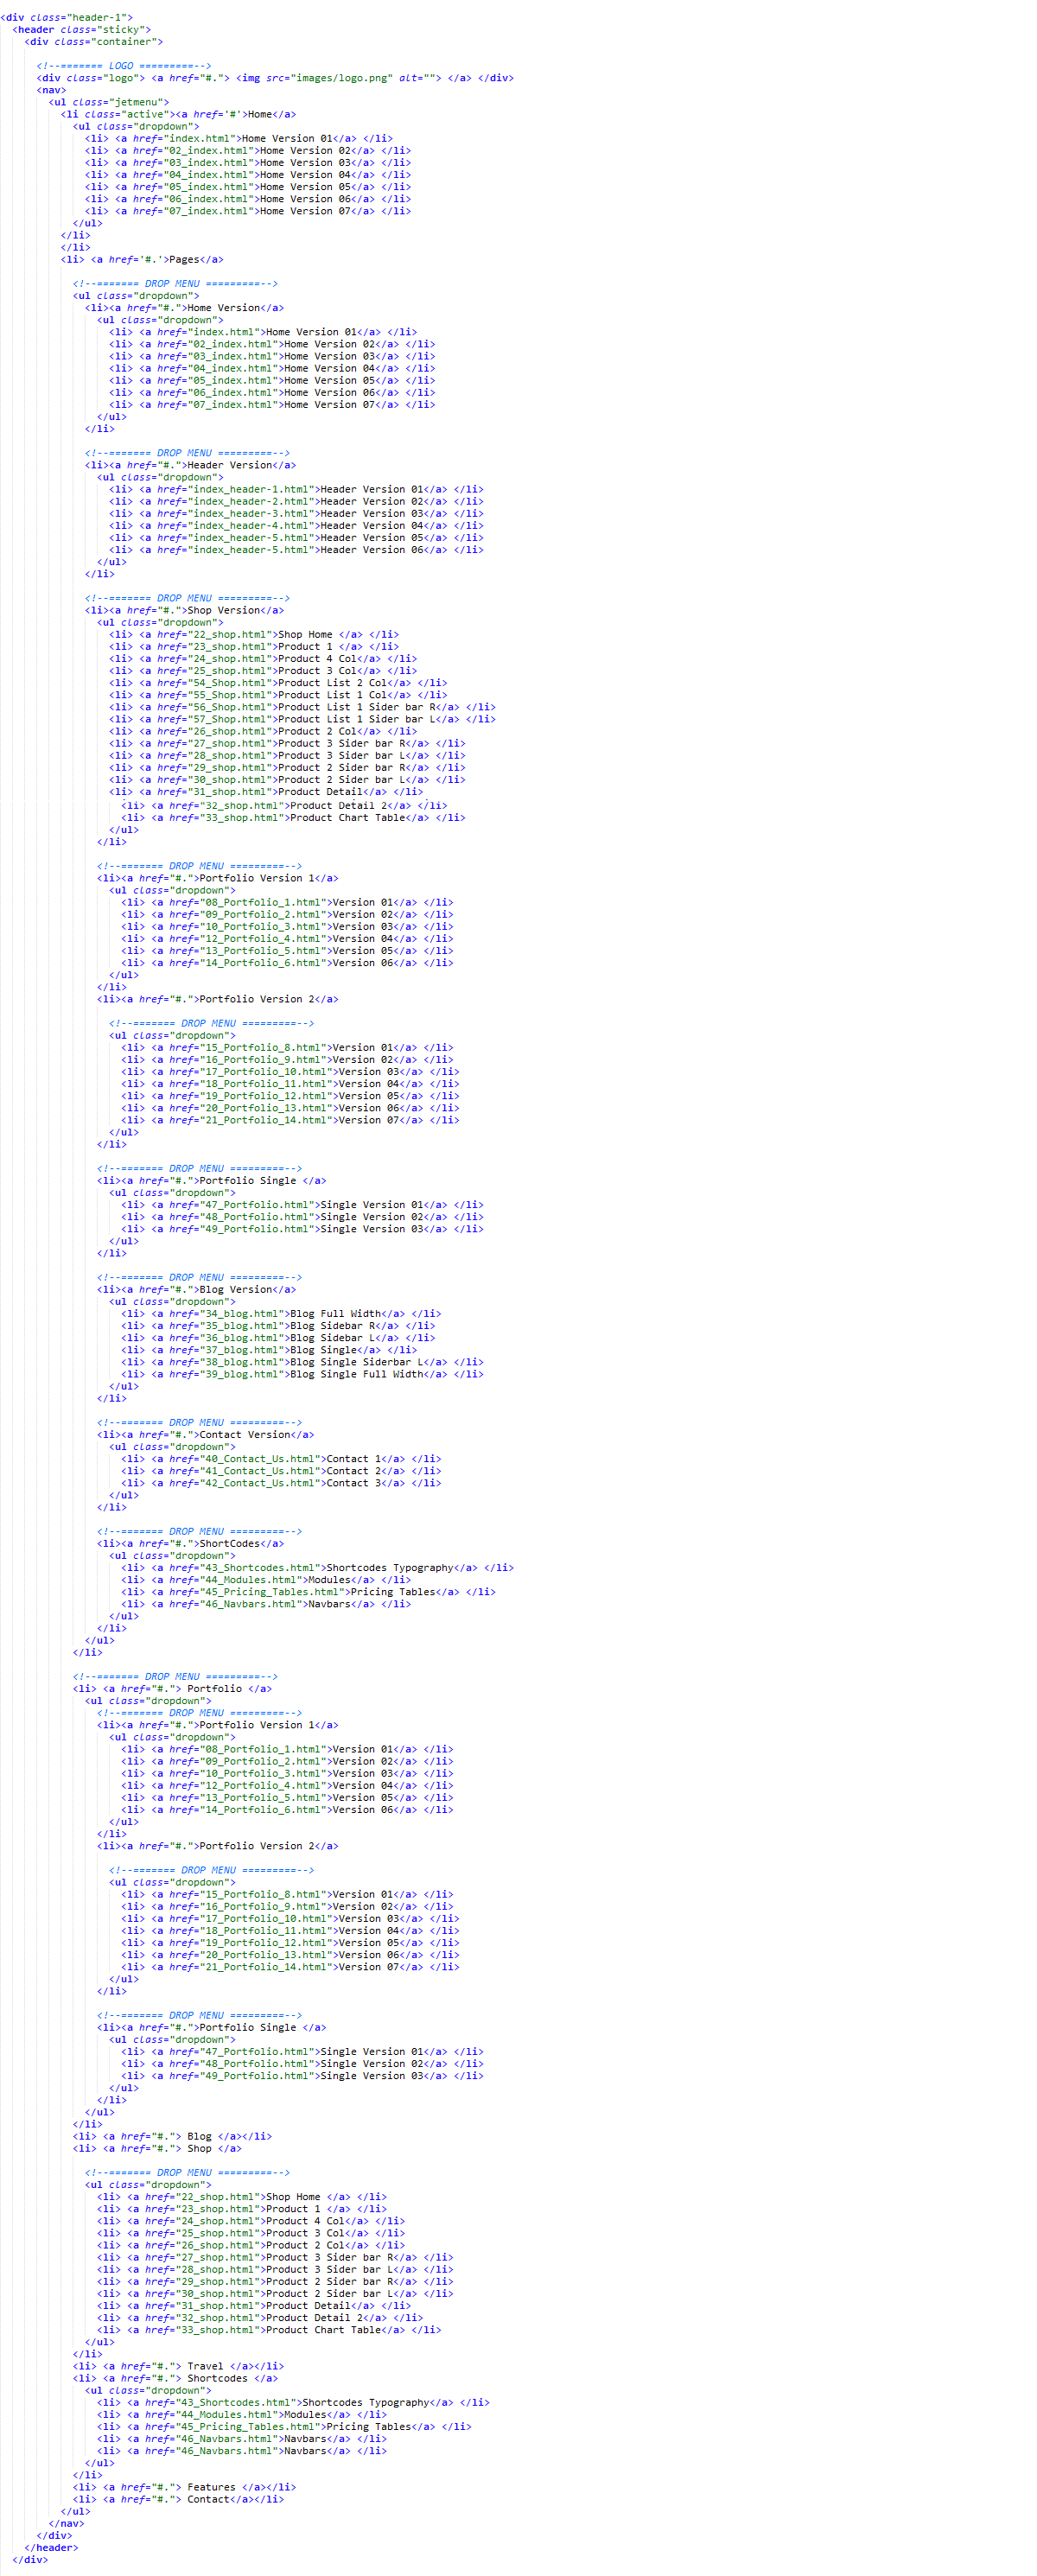 <div class="header-1">
<header class="sticky">
<div class="container">
<!--======= LOGO =========-->
<div class="logo"> <a href="#."> <img src="images/logo.png" alt=""> </a> </div>
<nav>
<ul class="jetmenu">
<li class="active"><a href='#'>Home</a>
<ul class="dropdown">
<li> <a href="index.html">Home Version 01</a> </li>
<li> <a href="02_index.html">Home Version 02</a> </li>
<li> <a href="03_index.html">Home Version 03</a> </li>
<li> <a href="04_index.html">Home Version 04</a> </li>
<li> <a href="05_index.html">Home Version 05</a> </li>
<li> <a href="06_index.html">Home Version 06</a> </li>
<li> <a href="07_index.html">Home Version 07</a> </li>
</ul>
</li>
</li>
<li> <a href='#.'>Pages</a>
<!--======= DROP MENU =========-->
<ul class="dropdown">
<li><a href="#.">Home Version</a>
<ul class="dropdown">
<li> <a href="index.html">Home Version 01</a> </li>
<li> <a href="02_index.html">Home Version 02</a> </li>
<li> <a href="03_index.html">Home Version 03</a> </li>
<li> <a href="04_index.html">Home Version 04</a> </li>
<li> <a href="05_index.html">Home Version 05</a> </li>
<li> <a href="06_index.html">Home Version 06</a> </li>
<li> <a href="07_index.html">Home Version 07</a> </li>
</ul>
</li>
<!--======= DROP MENU =========-->
<li><a href="#.">Header Version</a>
<ul class="dropdown">
<li> <a href="index_header-1.html">Header Version 01</a> </li>
<li> <a href="index_header-2.html">Header Version 02</a> </li>
<li> <a href="index_header-3.html">Header Version 03</a> </li>
<li> <a href="index_header-4.html">Header Version 04</a> </li>
<li> <a href="index_header-5.html">Header Version 05</a> </li>
<li> <a href="index_header-5.html">Header Version 06</a> </li>
</ul>
</li>
<!--======= DROP MENU =========-->
<li><a href="#.">Shop Version</a>
<ul class="dropdown">
<li> <a href="22_shop.html">Shop Home </a> </li>
<li> <a href="23_shop.html">Product 1 </a> </li>
<li> <a href="24_shop.html">Product 4 Col</a> </li>
<li> <a href="25_shop.html">Product 3 Col</a> </li>
<li> <a href="54_Shop.html">Product List 2 Col</a> </li>
<li> <a href="55_Shop.html">Product List 1 Col</a> </li>
<li> <a href="56_Shop.html">Product List 1 Sider bar R</a> </li>
<li> <a href="57_Shop.html">Product List 1 Sider bar L</a> </li>
<li> <a href="26_shop.html">Product 2 Col</a> </li>
<li> <a href="27_shop.html">Product 3 Sider bar R</a> </li>
<li> <a href="28_shop.html">Product 3 Sider bar L</a> </li>
<li> <a href="29_shop.html">Product 2 Sider bar R</a> </li>
<li> <a href="30_shop.html">Product 2 Sider bar L</a> </li>
<li> <a href="31_shop.html">Product Detail</a> </li>
<li> <a href="32_shop.html">Product Detail 2</a> </li>
<li> <a href="33_shop.html">Product Chart Table</a> </li>
</ul>
</li>
<!--======= DROP MENU =========-->
<li><a href="#.">Portfolio Version 1</a>
<ul class="dropdown">
<li> <a href="08_Portfolio_1.html">Version 01</a> </li>
<li> <a href="09_Portfolio_2.html">Version 02</a> </li>
<li> <a href="10_Portfolio_3.html">Version 03</a> </li>
<li> <a href="12_Portfolio_4.html">Version 04</a> </li>
<li> <a href="13_Portfolio_5.html">Version 05</a> </li>
<li> <a href="14_Portfolio_6.html">Version 06</a> </li>
</ul>
</li>
<li><a href="#.">Portfolio Version 2</a>
<!--======= DROP MENU =========-->
<ul class="dropdown">
<li> <a href="15_Portfolio_8.html">Version 01</a> </li>
<li> <a href="16_Portfolio_9.html">Version 02</a> </li>
<li> <a href="17_Portfolio_10.html">Version 03</a> </li>
<li> <a href="18_Portfolio_11.html">Version 04</a> </li>
<li> <a href="19_Portfolio_12.html">Version 05</a> </li>
<li> <a href="20_Portfolio_13.html">Version 06</a> </li>
<li> <a href="21_Portfolio_14.html">Version 07</a> </li>
</ul>
</li>
<!--======= DROP MENU =========-->
<li><a href="#.">Portfolio Single </a>
<ul class="dropdown">
<li> <a href="47_Portfolio.html">Single Version 01</a> </li>
<li> <a href="48_Portfolio.html">Single Version 02</a> </li>
<li> <a href="49_Portfolio.html">Single Version 03</a> </li>
</ul>
</li>
<!--======= DROP MENU =========-->
<li><a href="#.">Blog Version</a>
<ul class="dropdown">
<li> <a href="34_blog.html">Blog Full Width</a> </li>
<li> <a href="35_blog.html">Blog Sidebar R</a> </li>
<li> <a href="36_blog.html">Blog Sidebar L</a> </li>
<li> <a href="37_blog.html">Blog Single</a> </li>
<li> <a href="38_blog.html">Blog Single Siderbar L</a> </li>
<li> <a href="39_blog.html">Blog Single Full Width</a> </li>
</ul>
</li>
<!--======= DROP MENU =========-->
<li><a href="#.">Contact Version</a>
<ul class="dropdown">
<li> <a href="40_Contact_Us.html">Contact 1</a> </li>
<li> <a href="41_Contact_Us.html">Contact 2</a> </li>
<li> <a href="42_Contact_Us.html">Contact 3</a> </li>
</ul>
</li>
<!--======= DROP MENU =========-->
<li><a href="#.">ShortCodes</a>
<ul class="dropdown">
<li> <a href="43_Shortcodes.html">Shortcodes Typography</a> </li>
<li> <a href="44_Modules.html">Modules</a> </li>
<li> <a href="45_Pricing_Tables.html">Pricing Tables</a> </li>
<li> <a href="46_Navbars.html">Navbars</a> </li>
</ul>
</li>
</ul>
</li>
<!--======= DROP MENU =========-->
<li> <a href="#."> Portfolio </a>
<ul class="dropdown">
<!--======= DROP MENU =========-->
<li><a href="#.">Portfolio Version 1</a>
<ul class="dropdown">
<li> <a href="08_Portfolio_1.html">Version 01</a> </li>
<li> <a href="09_Portfolio_2.html">Version 02</a> </li>
<li> <a href="10_Portfolio_3.html">Version 03</a> </li>
<li> <a href="12_Portfolio_4.html">Version 04</a> </li>
<li> <a href="13_Portfolio_5.html">Version 05</a> </li>
<li> <a href="14_Portfolio_6.html">Version 06</a> </li>
</ul>
</li>
<li><a href="#.">Portfolio Version 2</a>
<!--======= DROP MENU =========-->
<ul class="dropdown">
<li> <a href="15_Portfolio_8.html">Version 01</a> </li>
<li> <a href="16_Portfolio_9.html">Version 02</a> </li>
<li> <a href="17_Portfolio_10.html">Version 03</a> </li>
<li> <a href="18_Portfolio_11.html">Version 04</a> </li>
<li> <a href="19_Portfolio_12.html">Version 05</a> </li>
<li> <a href="20_Portfolio_13.html">Version 06</a> </li>
<li> <a href="21_Portfolio_14.html">Version 07</a> </li>
</ul>
</li>
<!--======= DROP MENU =========-->
<li><a href="#.">Portfolio Single </a>
<ul class="dropdown">
<li> <a href="47_Portfolio.html">Single Version 01</a> </li>
<li> <a href="48_Portfolio.html">Single Version 02</a> </li>
<li> <a href="49_Portfolio.html">Single Version 03</a> </li>
</ul>
</li>
</ul>
</li>
<li> <a href="#."> Blog </a></li>
<li> <a href="#."> Shop </a>
<!--======= DROP MENU =========-->
<ul class="dropdown">
<li> <a href="22_shop.html">Shop Home </a> </li>
<li> <a href="23_shop.html">Product 1 </a> </li>
<li> <a href="24_shop.html">Product 4 Col</a> </li>
<li> <a href="25_shop.html">Product 3 Col</a> </li>
<li> <a href="26_shop.html">Product 2 Col</a> </li>
<li> <a href="27_shop.html">Product 3 Sider bar R</a> </li>
<li> <a href="28_shop.html">Product 3 Sider bar L</a> </li>
<li> <a href="29_shop.html">Product 2 Sider bar R</a> </li>
<li> <a href="30_shop.html">Product 2 Sider bar L</a> </li>
<li> <a href="31_shop.html">Product Detail</a> </li>
<li> <a href="32_shop.html">Product Detail 2</a> </li>
<li> <a href="33_shop.html">Product Chart Table</a> </li>
</ul>
</li>
<li> <a href="#."> Travel </a></li>
<li> <a href="#."> Shortcodes </a>
<ul class="dropdown">
<li> <a href="43_Shortcodes.html">Shortcodes Typography</a> </li>
<li> <a href="44_Modules.html">Modules</a> </li>
<li> <a href="45_Pricing_Tables.html">Pricing Tables</a> </li>
<li> <a href="46_Navbars.html">Navbars</a> </li>
<li> <a href="46_Navbars.html">Navbars</a> </li>
</ul>
</li>
<li> <a href="#."> Features </a></li>
<li> <a href="#."> Contact</a></li>
</ul>
</nav>
</div>
</header>
</div>